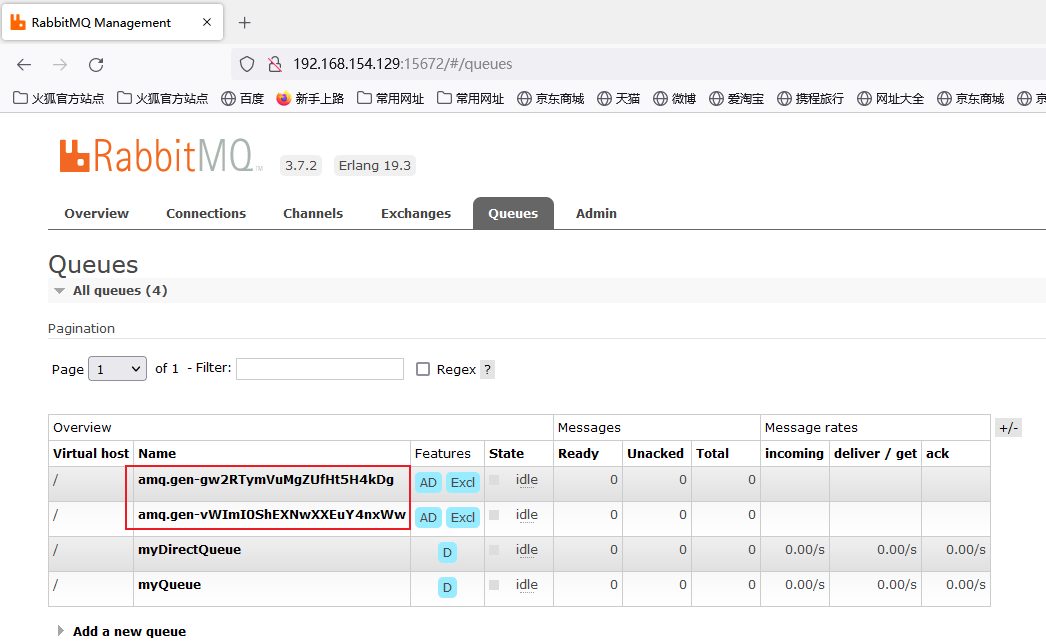 RabbitMQ Management
192.168.154.129:15672/#/queues
火狐官方站点 火狐官方站点 百度 新手上路 常用网址 常用网址 京东商城 天猫 微博 爱淘宝 携程旅行 网址大全 京东商城 京
RabbitMQ TM 3.7.2 Erlang 19.3
Overview Connections Channels Exchanges Queues Admin
Queues
All queues (4)
Pagination
Page 1 of 1 - Filter: Regex ?
Overview Messages Message rates +/-
Virtual host Name Features State Ready Unacked Total incoming deliver / get ack
/ amq.gen-gw2RTymVuMgZUfHt5H4kDg AD Excl idle 0 0 0
/ amq.gen-vWImI0ShEXNwXXEuY4nxWw AD Excl idle 0 0 0
/ myDirectQueue D idle 0 0 0 0.00/s 0.00/s 0.00/s
/ myQueue D idle 0 0 0 0.00/s 0.00/s 0.00/s
Add a new queue